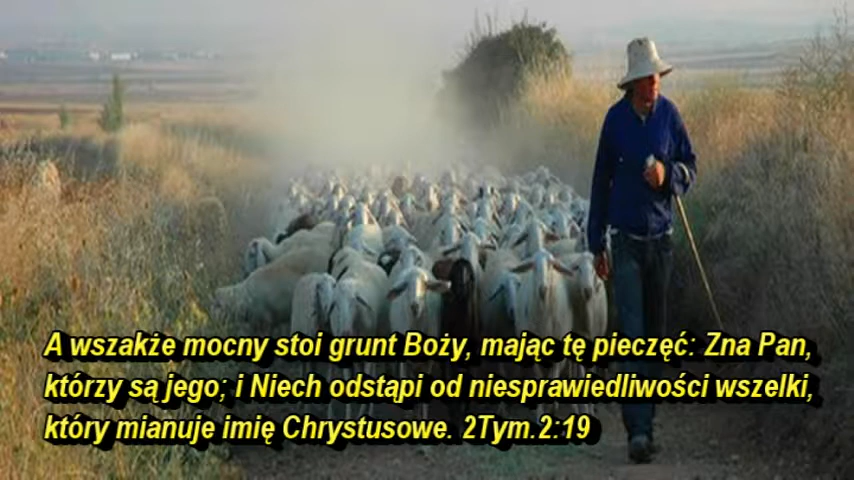 A wszakże mocny stoi grunt Boży, mając tę pieczęć: Zna Pan,
którzy są jego; i Niech odstąpi od niesprawiedliwości wszelki,
który mianuje imię Chrystusowe. 2Tym.2:19